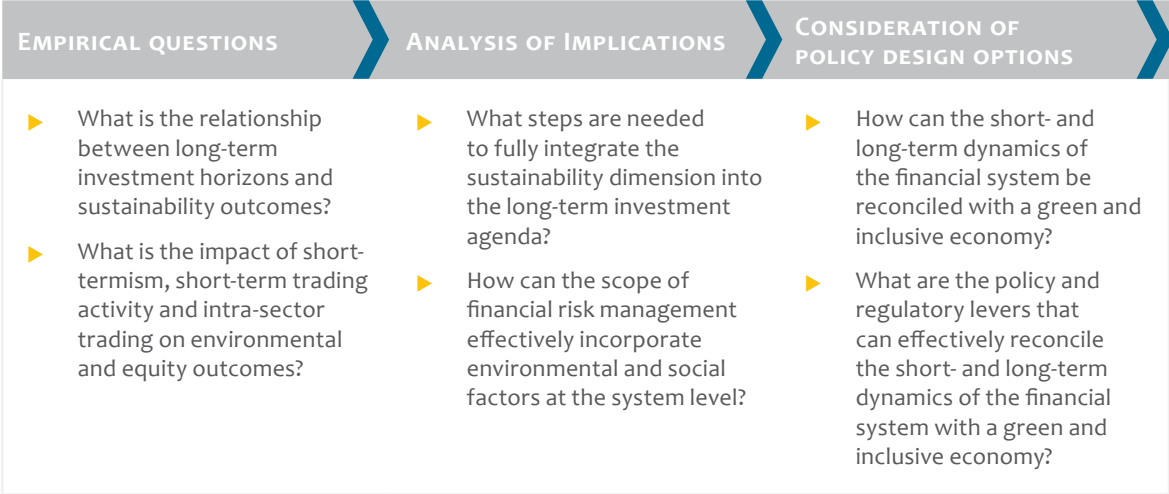 EMPIRICAL QUESTIONS
What is the relationship
between long-term
investment horizons and
sustainability outcomes?
What is the impact of short-
termism, short-term trading
activity and intra-sector
trading on environmental
and equity outcomes?
ANALYSIS OF IMPLICATIONS
What steps are needed
to fully integrate the
sustainability dimension into
the long-term investment
agenda?
How can the scope of
financial risk management
effectively incorporate
environmental and social
factors at the system level?
CONSIDERATION OF
POLICY DESIGN OPTIONS
How can the short- and
long-term dynamics of
the financial system be
reconciled with a green and
inclusive economy?
What are the policy and
regulatory levers that
can effectively reconcile
the short- and long-term
dynamics of the financial
system with a green and
inclusive economy?